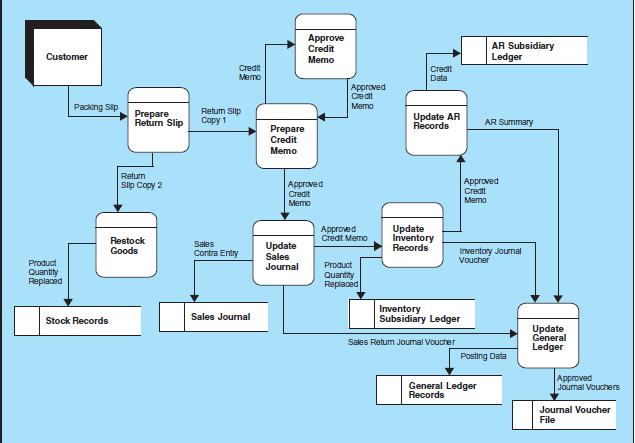 Customer
Packing Slip
Prepare
Return Slip
Return Slip
Copy 1
Return
Slip Copy 2
Restock
Goods
Product
Quantity
Replaced
Stock Records
Credit
Memo
Approve
Credit
Memo
Approved
Credit
Memo
Prepare
Credit
Memo
Approved
Credit
Memo
Update
Sales
Journal
Sales
Contra Entry
Sales Journal
Approved
Credit Memo
Product
Quantity
Replaced
Update
Inventory
Records
Inventory
Subsidiary Ledger
Approved
Credit
Memo
Update AR
Records
Credit
Data
AR Subsidiary
Ledger
AR Summary
Inventory Journal
Voucher
Sales Return Journal Voucher
Update
General
Ledger
Posting Data
General Ledger
Records
Approved
Journal Vouchers
Journal Voucher
File